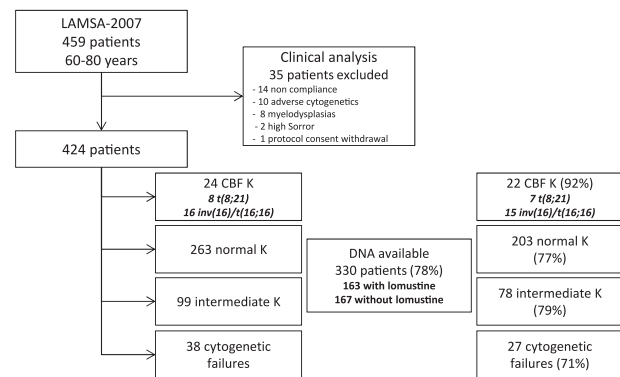 LAMSA-2007
459 patients
60-80 years
Clinical analysis
35 patients excluded
- 14 non compliance
- 10 adverse cytogenetics
- 8 myelodysplasias
- 2 high Sorror
- 1 protocol consent withdrawal
424 patients
24 CBF K
8 t(8;21)
16 inv(16)/t(16;16)
263 normal K
99 intermediate K
38 cytogenetic
failures
DNA available
330 patients (78%)
163 with lomustine
167 without lomustine
22 CBF K (92%)
7 t(8;21)
15 inv(16)/t(16;16)
203 normal K
(77%)
78 intermediate K
(79%)
27 cytogenetic
failures (71%)